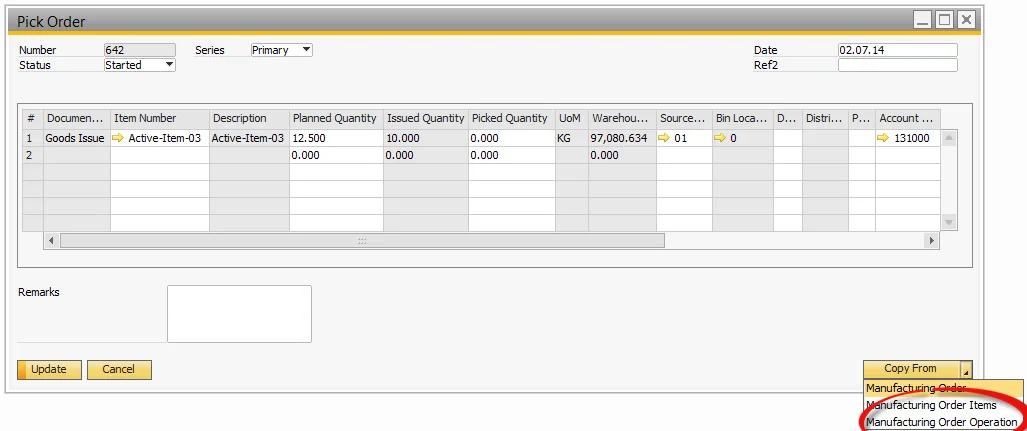 Pick Order
Number 642 Series Primary Date 02.07.14
Status Started Ref2
# Documen... Item Number Description Planned Quantity Issued Quantity Picked Quantity UoM Warehou... Source... Bin Loca... D... Distri... P... Account ...
1 Goods Issue Active-Item-03 Active-Item-03 12.500 10.000 0.000 KG 97,080.634 01 0 131000
2 0.000 0.000 0.000 0.000
Remarks
Update Cancel Copy From
Manufacturing Order
Manufacturing Order Items
Manufacturing Order Operation